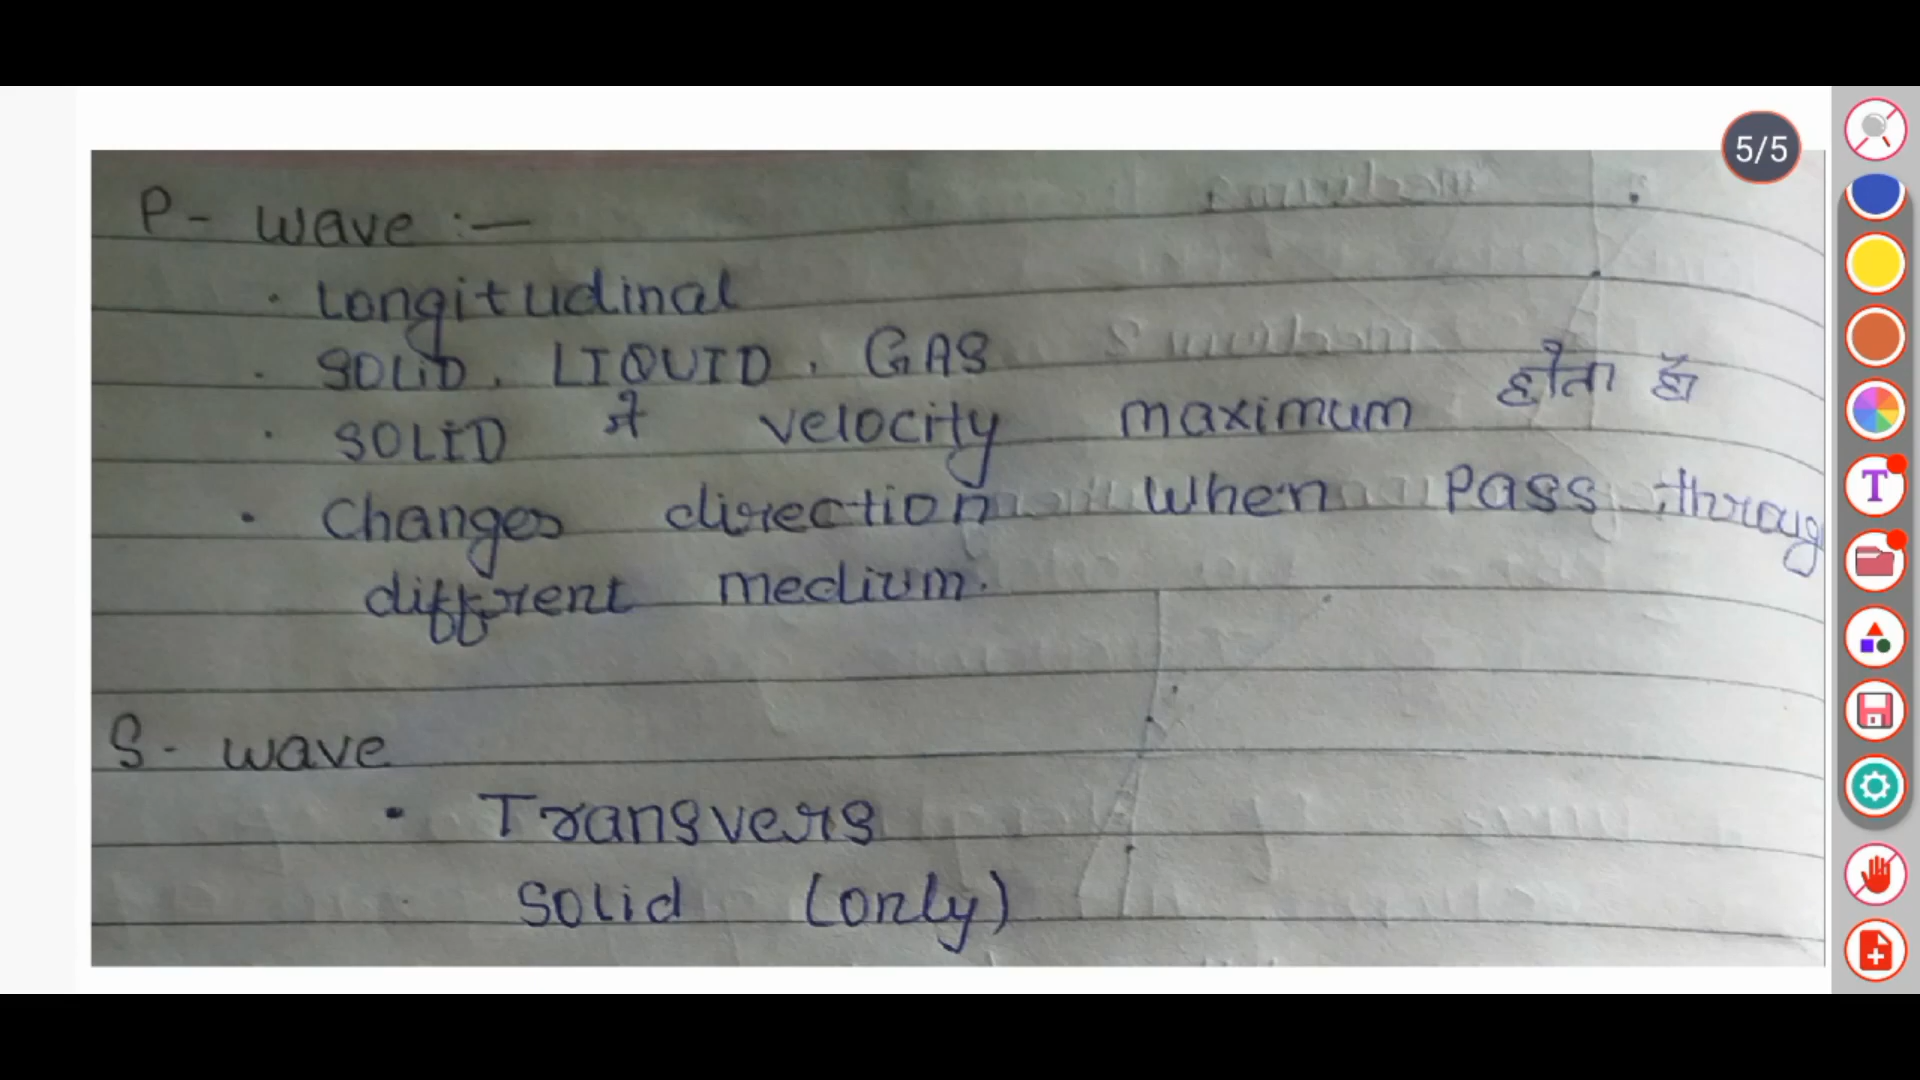 5/5
P- wave :—
• Longitudinal
• SOLiD, LIQUID, GAS
• SOLID में velocity maximum होता है
• Changes direction when Pass throug
diffrent medium.
S- wave
• Transvers
Solid (only)
T